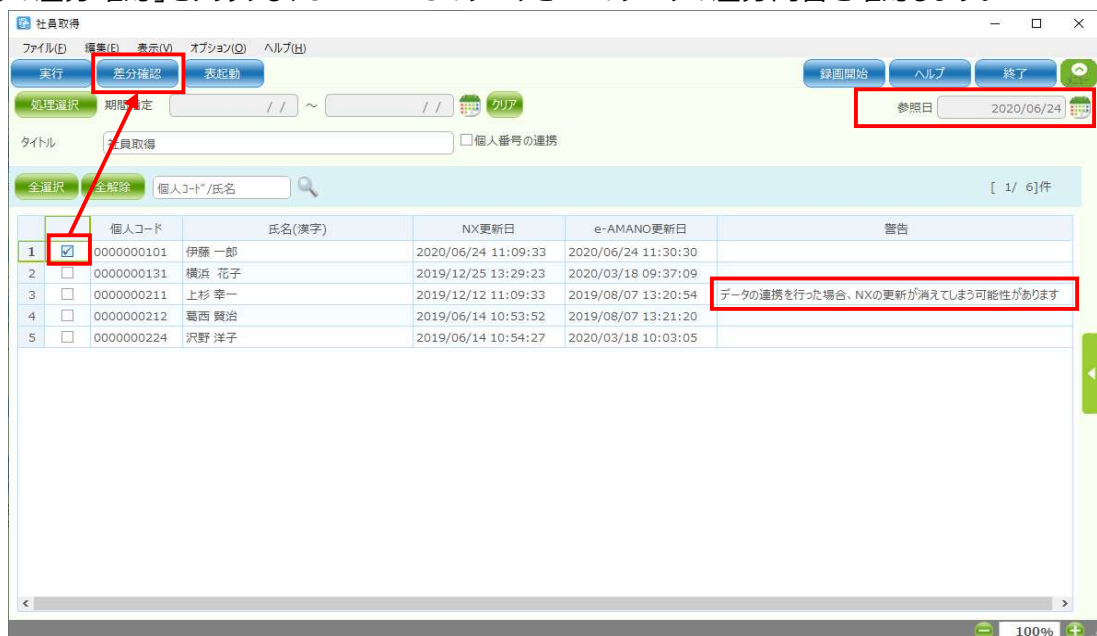 社員取得
ファイル(F) 編集(E) 表示(V) オプション(O) ヘルプ(H)
実行 差分確認 表起動 録画開始 ヘルプ 終了
処理選択 期間指定 / / ~ / / クリア 参照日 2020/06/24
タイトル 社員取得 個人番号の連携
全選択 全解除 個人コード/氏名 [ 1/ 6]件
個人コード 氏名(漢字) NX更新日 e-AMANO更新日 警告
1 0000000101 伊藤 一郎 2020/06/24 11:09:33 2020/06/24 11:30:30
2 0000000131 横浜 花子 2019/12/25 13:29:23 2020/03/18 09:37:09
3 0000000211 上杉 幸一 2019/12/12 11:09:33 2019/08/07 13:20:54 データの連携を行った場合、NXの更新が消えてしまう可能性があります
4 0000000212 葛西 賢治 2019/06/14 10:53:52 2019/08/07 13:21:20
5 0000000224 沢野 洋子 2019/06/14 10:54:27 2020/03/18 10:03:05
100%